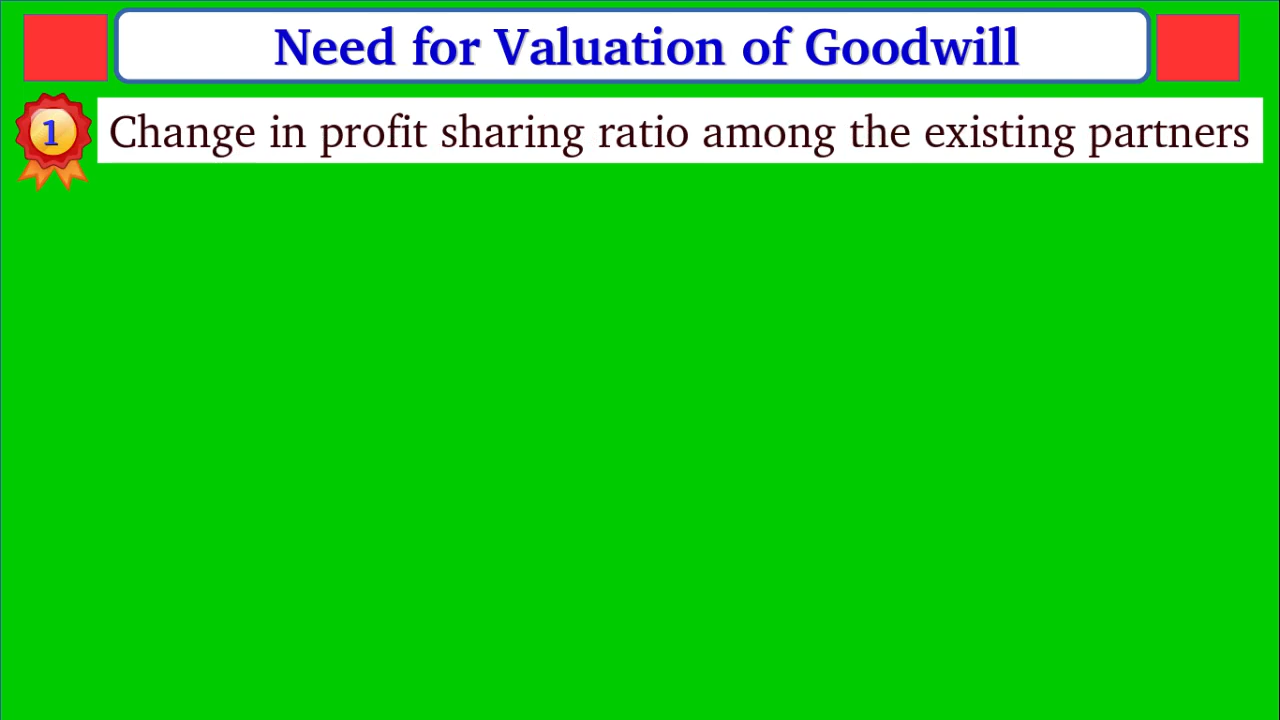 Need for Valuation of Goodwill
1 Change in profit sharing ratio among the existing partners